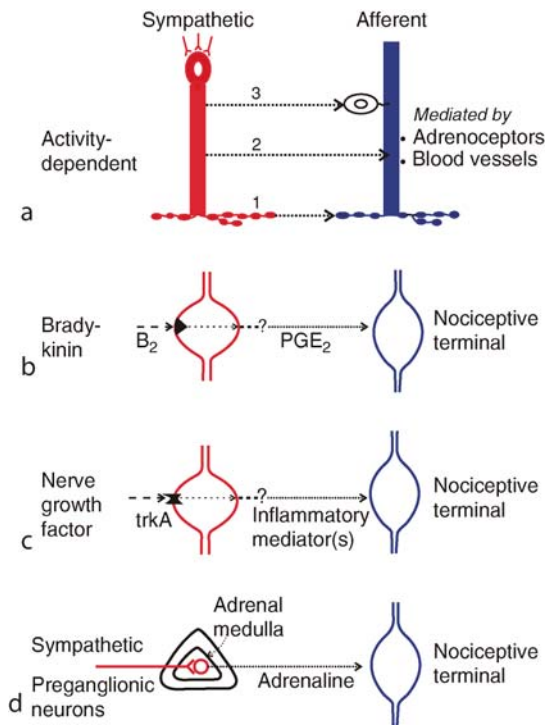 Sympathetic
Afferent
3
Activity-
dependent
2
Mediated by
• Adrenoceptors
• Blood vessels
1
a
Brady-
kinin
B2
?
PGE2
Nociceptive
terminal
b
Nerve
growth
factor
trkA
?
Inflammatory
mediator(s)
Nociceptive
terminal
c
Adrenal
medulla
Sympathetic
Preganglionic
neurons
Adrenaline
Nociceptive
terminal
d